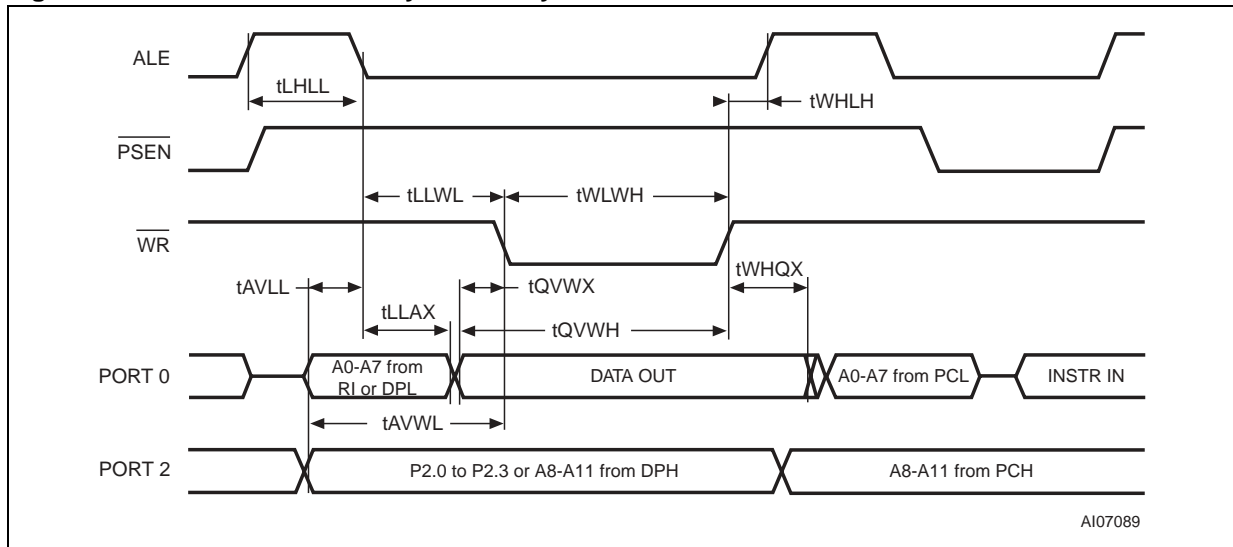 ALE
tLHLL
tWHLH
PSEN
tLLWL
tWLWH
WR
tAVLL
tQVWX
tWHQX
tLLAX
tQVWH
PORT 0
A0-A7 from
RI or DPL
DATA OUT
A0-A7 from PCL
INSTR IN
tAVWL
PORT 2
P2.0 to P2.3 or A8-A11 from DPH
A8-A11 from PCH
AI07089